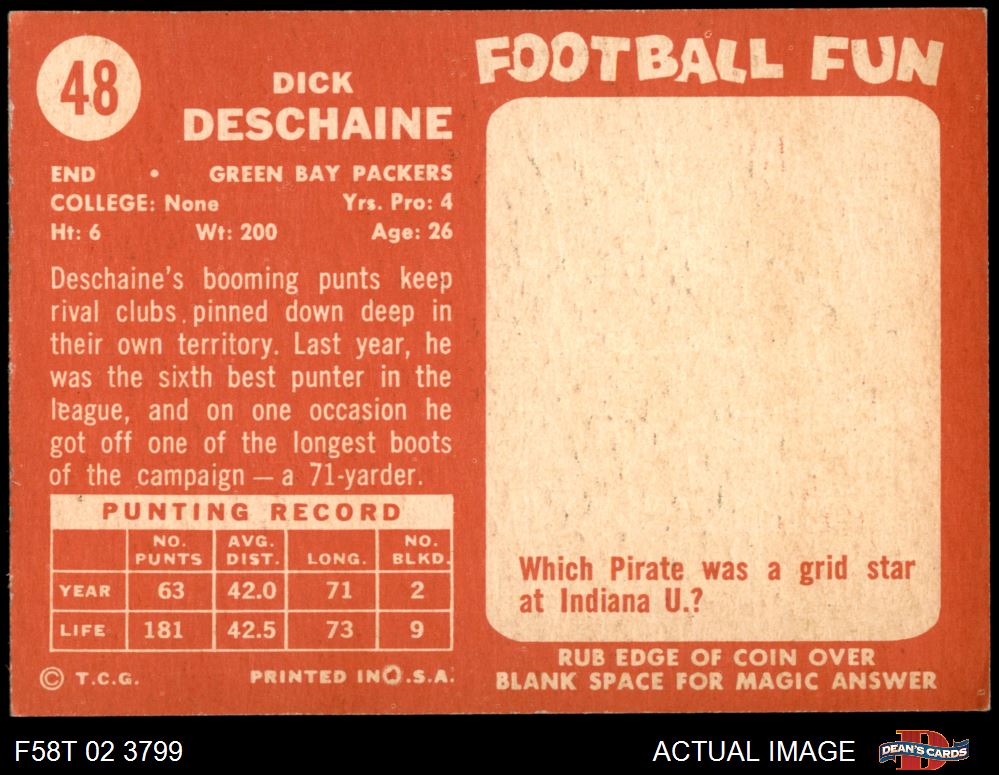 48
DICK
DESCHAINE
END • GREEN BAY PACKERS
COLLEGE: None Yrs. Pro: 4
Ht: 6 Wt: 200 Age: 26
Deschaine's booming punts keep
rival clubs pinned down deep in
their own territory. Last year, he
was the sixth best punter in the
league, and on one occasion he
got off one of the longest boots
of the campaign — a 71-yarder.
PUNTING RECORD
NO. PUNTS AVG. DIST. LONG. NO. BLKD.
YEAR 63 42.0 71 2
LIFE 181 42.5 73 9
© T.C.G. PRINTED IN U.S.A.
FOOTBALL FUN
Which Pirate was a grid star
at Indiana U.?
RUB EDGE OF COIN OVER
BLANK SPACE FOR MAGIC ANSWER
F58T 02 3799
ACTUAL IMAGE
D
DEAN'S CARDS